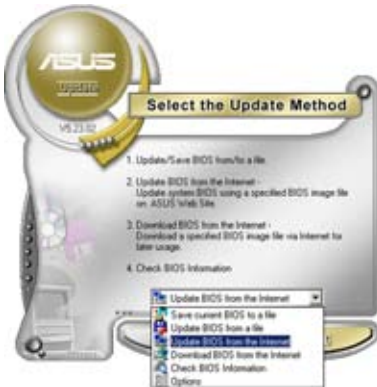 ASUS
Update
V5.23.02
Select the Update Method
1. Update/Save BIOS from/to a file.
2. Update BIOS from the Internet -
Update system BIOS using a specified BIOS image file
on ASUS Web Site.
3. Download BIOS from the Internet -
Download a specified BIOS image file via Internet for
later usage.
4. Check BIOS Information
Update BIOS from the Internet
Save current BIOS to a file
Update BIOS from a file
Update BIOS from the Internet
Download BIOS from the Internet
Check BIOS Information
Options